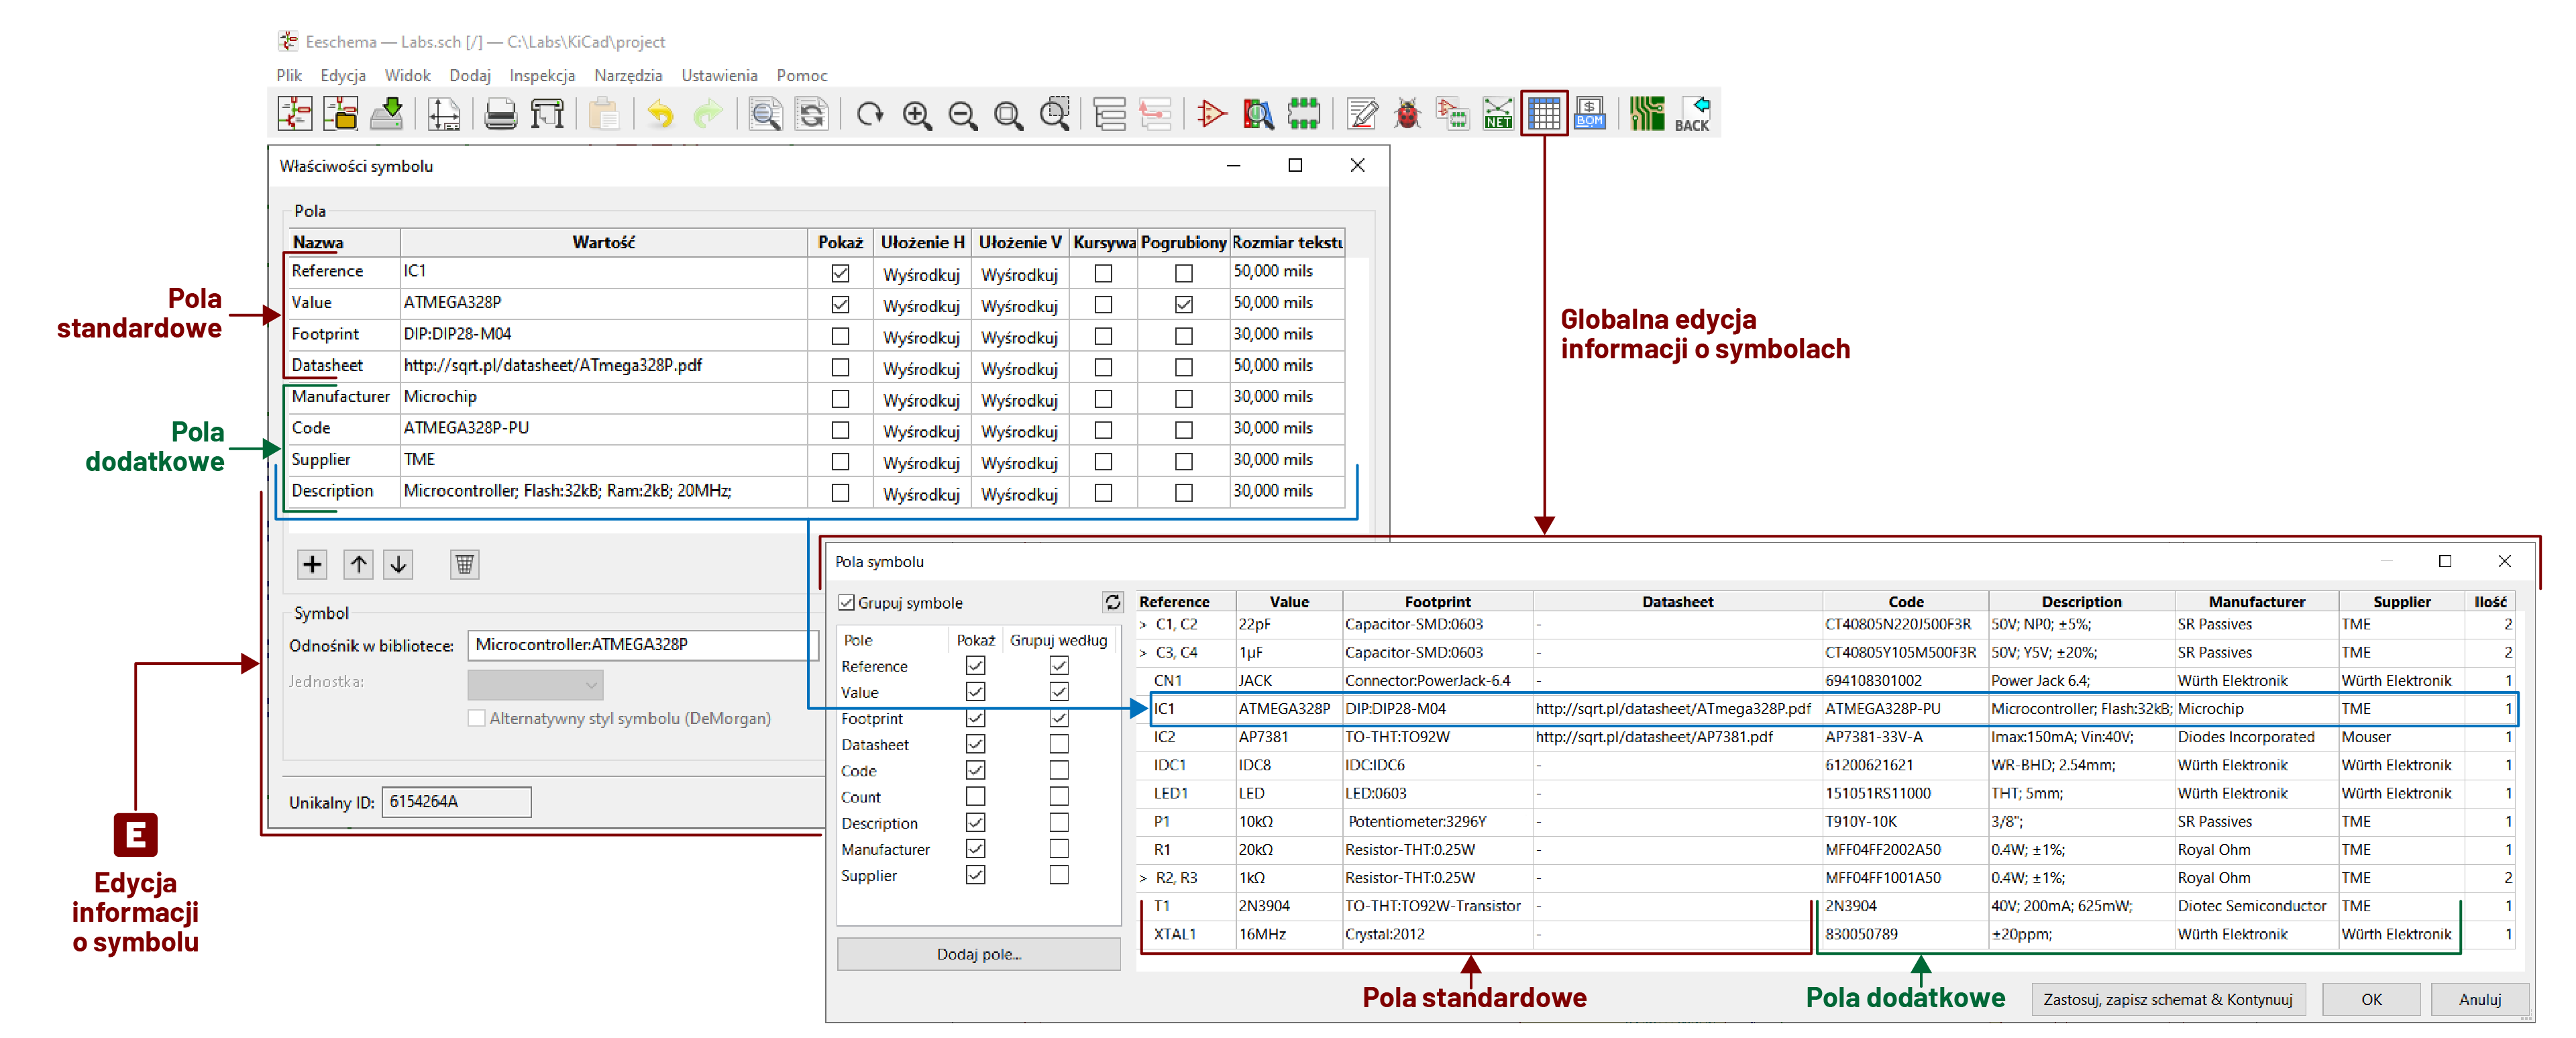 Eeschema — Labs.sch [/] — C:\Labs\KiCad\project
Plik Edycja Widok Dodaj Inspekcja Narzędzia Ustawienia Pomoc
NET $ BOM BACK
Właściwości symbolu
Pola
Nazwa Wartość Pokaż Ułożenie H Ułożenie V Kursywa Pogrubiony Rozmiar tekstu
Reference IC1 Wyśrodkuj Wyśrodkuj 50,000 mils
Value ATMEGA328P Wyśrodkuj Wyśrodkuj 50,000 mils
Footprint DIP:DIP28-M04 Wyśrodkuj Wyśrodkuj 30,000 mils
Datasheet http://sqrt.pl/datasheet/ATmega328P.pdf Wyśrodkuj Wyśrodkuj 50,000 mils
Manufacturer Microchip Wyśrodkuj Wyśrodkuj 30,000 mils
Code ATMEGA328P-PU Wyśrodkuj Wyśrodkuj 30,000 mils
Supplier TME Wyśrodkuj Wyśrodkuj 30,000 mils
Description Microcontroller; Flash:32kB; Ram:2kB; 20MHz; Wyśrodkuj Wyśrodkuj 30,000 mils
Pola
standardowe
Pola
dodatkowe
Globalna edycja
informacji o symbolach
Symbol
Odnośnik w bibliotece: Microcontroller:ATMEGA328P
Jednostka:
Alternatywny styl symbolu (DeMorgan)
Unikalny ID: 6154264A
E
Edycja
informacji
o symbolu
Pola symbolu
Grupuj symbole
Pole Pokaż Grupuj według
Reference
Value
Footprint
Datasheet
Code
Count
Description
Manufacturer
Supplier
Dodaj pole...
Reference Value Footprint Datasheet Code Description Manufacturer Supplier Ilość
> C1, C2 22pF Capacitor-SMD:0603 - CT40805N220J500F3R 50V; NP0; ±5%; SR Passives TME 2
> C3, C4 1µF Capacitor-SMD:0603 - CT40805Y105M500F3R 50V; Y5V; ±20%; SR Passives TME 2
CN1 JACK Connector:PowerJack-6.4 - 694108301002 Power Jack 6.4; Würth Elektronik Würth Elektronik 1
IC1 ATMEGA328P DIP:DIP28-M04 http://sqrt.pl/datasheet/ATmega328P.pdf ATMEGA328P-PU Microcontroller; Flash:32kB; Microchip TME 1
IC2 AP7381 TO-THT:TO92W http://sqrt.pl/datasheet/AP7381.pdf AP7381-33V-A Imax:150mA; Vin:40V; Diodes Incorporated Mouser 1
IDC1 IDC8 IDC:IDC6 - 61200621621 WR-BHD; 2.54mm; Würth Elektronik Würth Elektronik 1
LED1 LED LED:0603 - 151051RS11000 THT; 5mm; Würth Elektronik Würth Elektronik 1
P1 10kΩ Potentiometer:3296Y - T910Y-10K 3/8"; SR Passives TME 1
R1 20kΩ Resistor-THT:0.25W - MFF04FF2002A50 0.4W; ±1%; Royal Ohm TME 1
> R2, R3 1kΩ Resistor-THT:0.25W - MFF04FF1001A50 0.4W; ±1%; Royal Ohm TME 2
T1 2N3904 TO-THT:TO92W-Transistor - 2N3904 40V; 200mA; 625mW; Diotec Semiconductor TME 1
XTAL1 16MHz Crystal:2012 - 830050789 ±20ppm; Würth Elektronik Würth Elektronik 1
Pola standardowe Pola dodatkowe
Zastosuj, zapisz schemat & Kontynuuj OK Anuluj